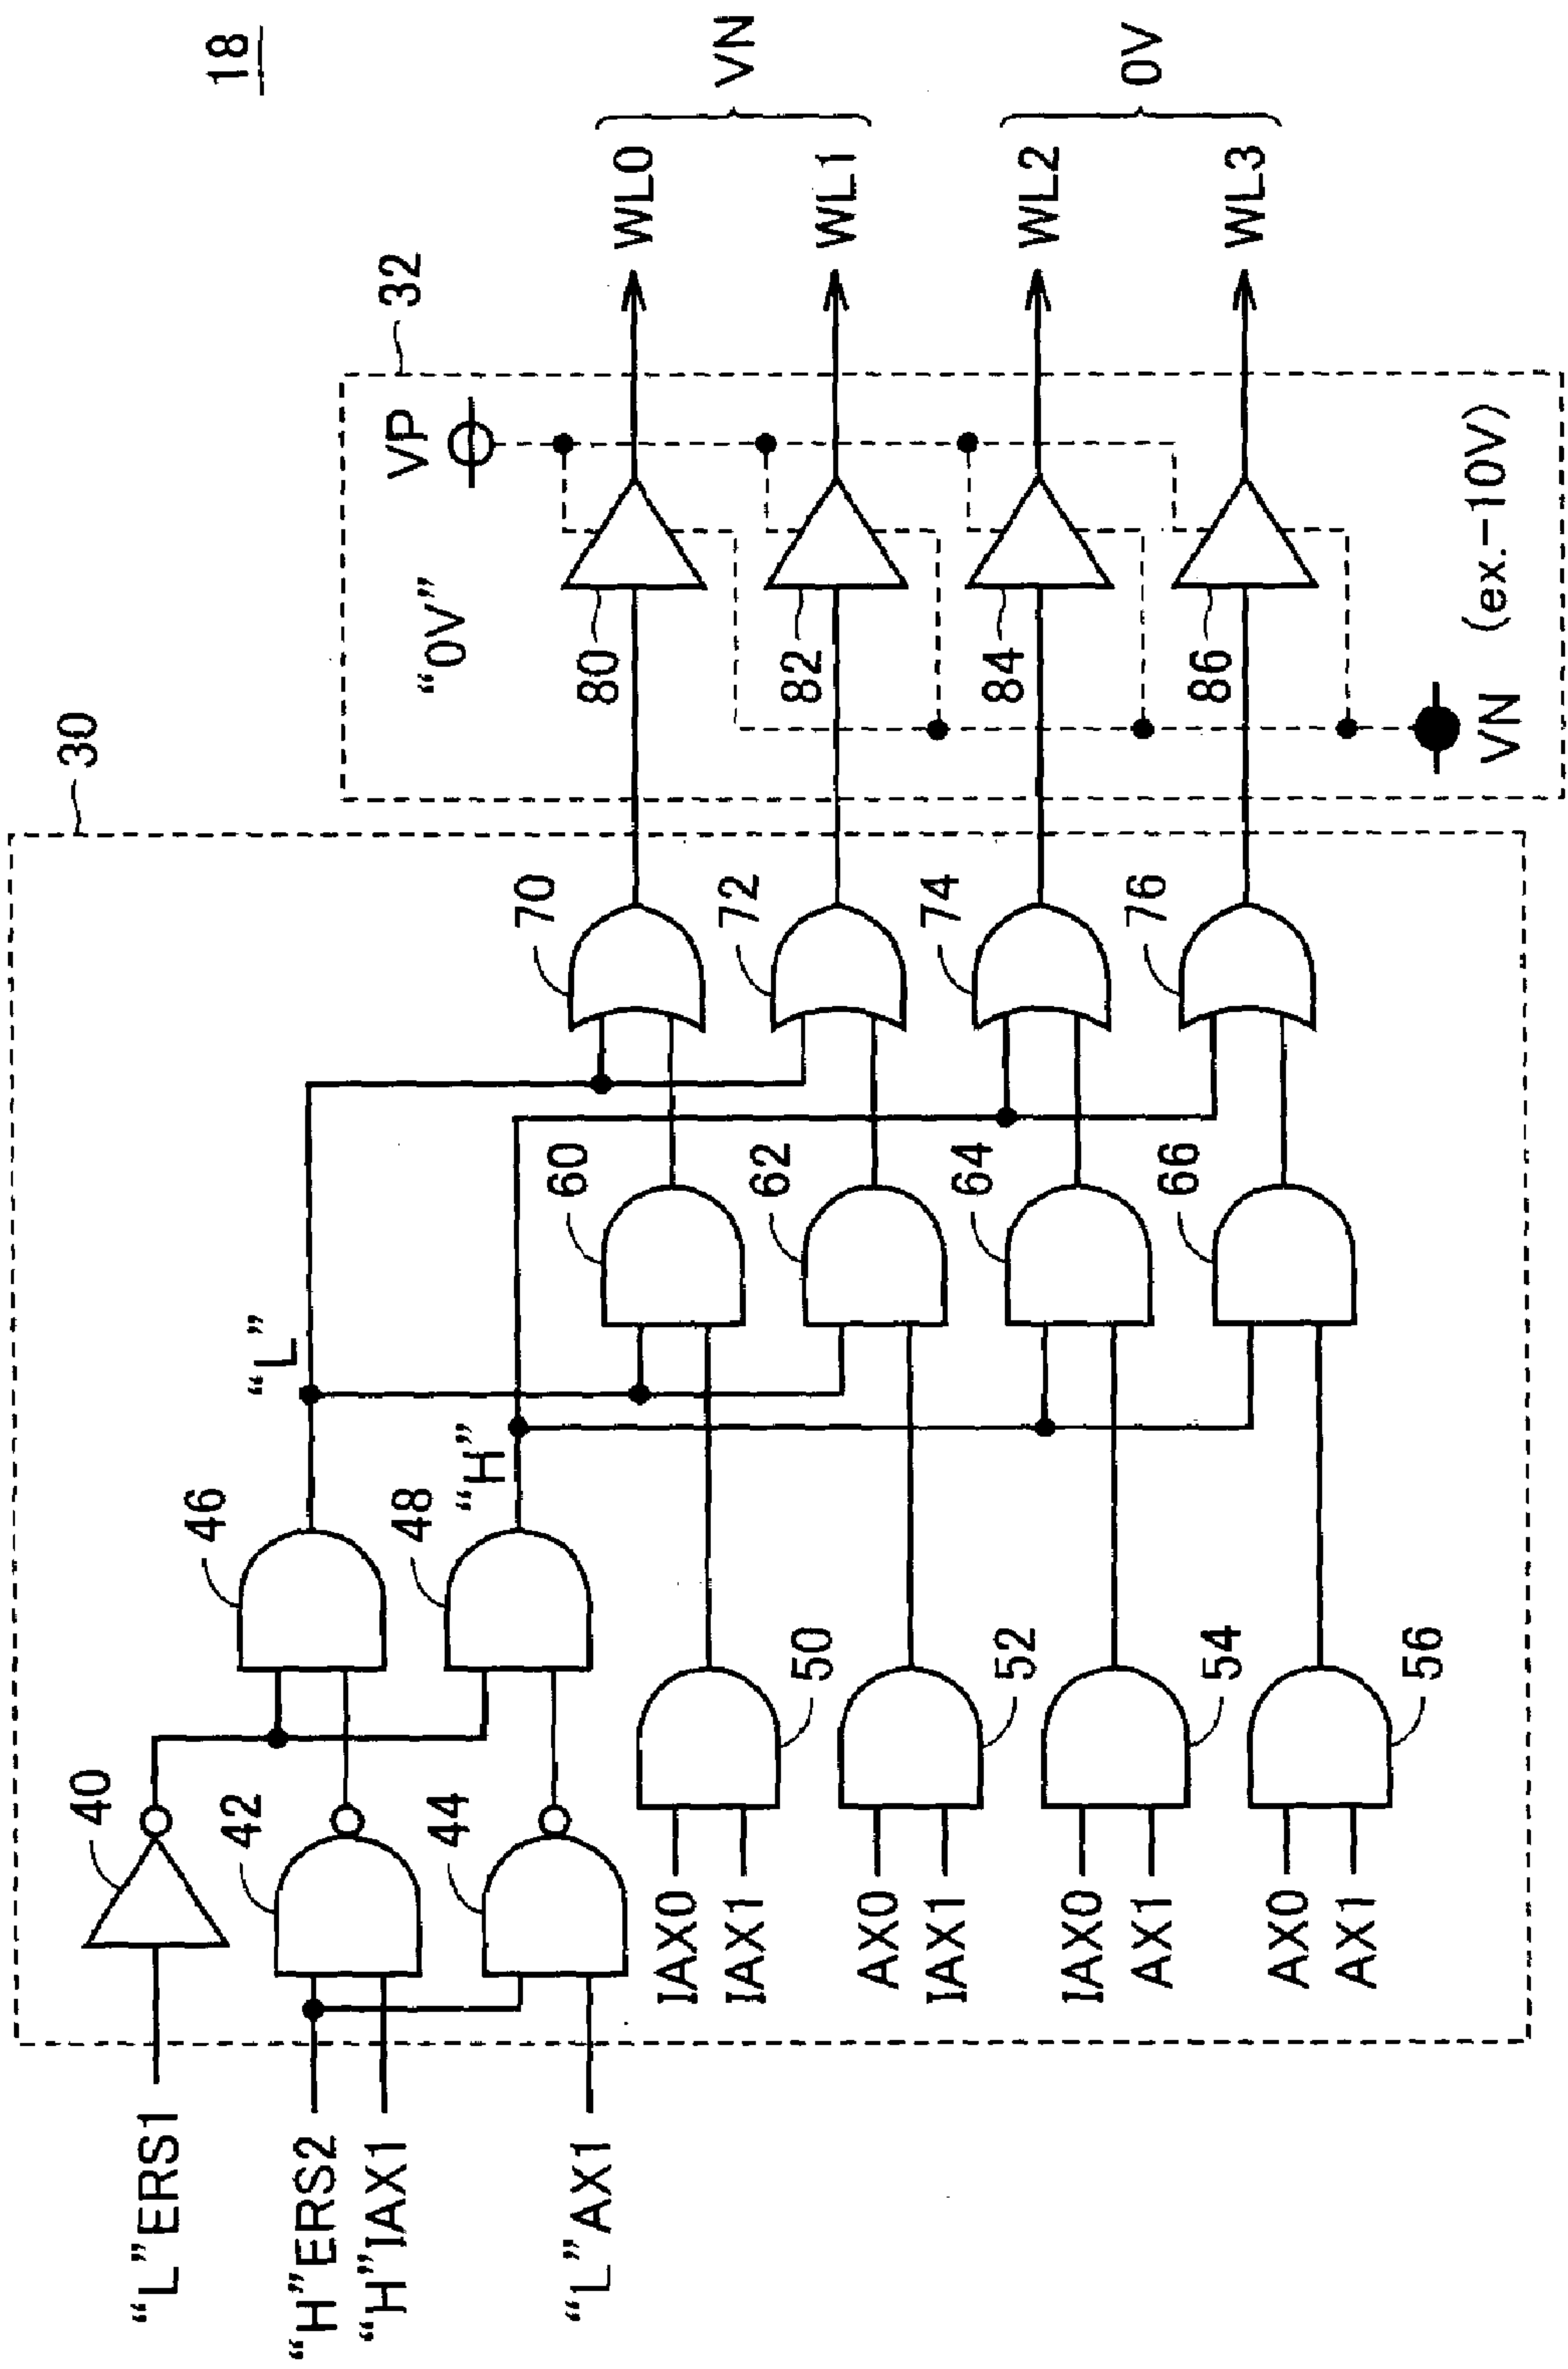 18
30
32
40
42
44
46
48
"L"
"H"
"L"ERS1
"H"ERS2
"H"IAX1
"L"AX1
IAX0
IAX1
50
AX0
IAX1
52
IAX0
AX1
54
AX0
AX1
56
60
62
64
66
70
72
74
76
"0V"
VP
80
82
84
86
VN (ex.-10V)
WL0
WL1
VN
WL2
WL3
0V